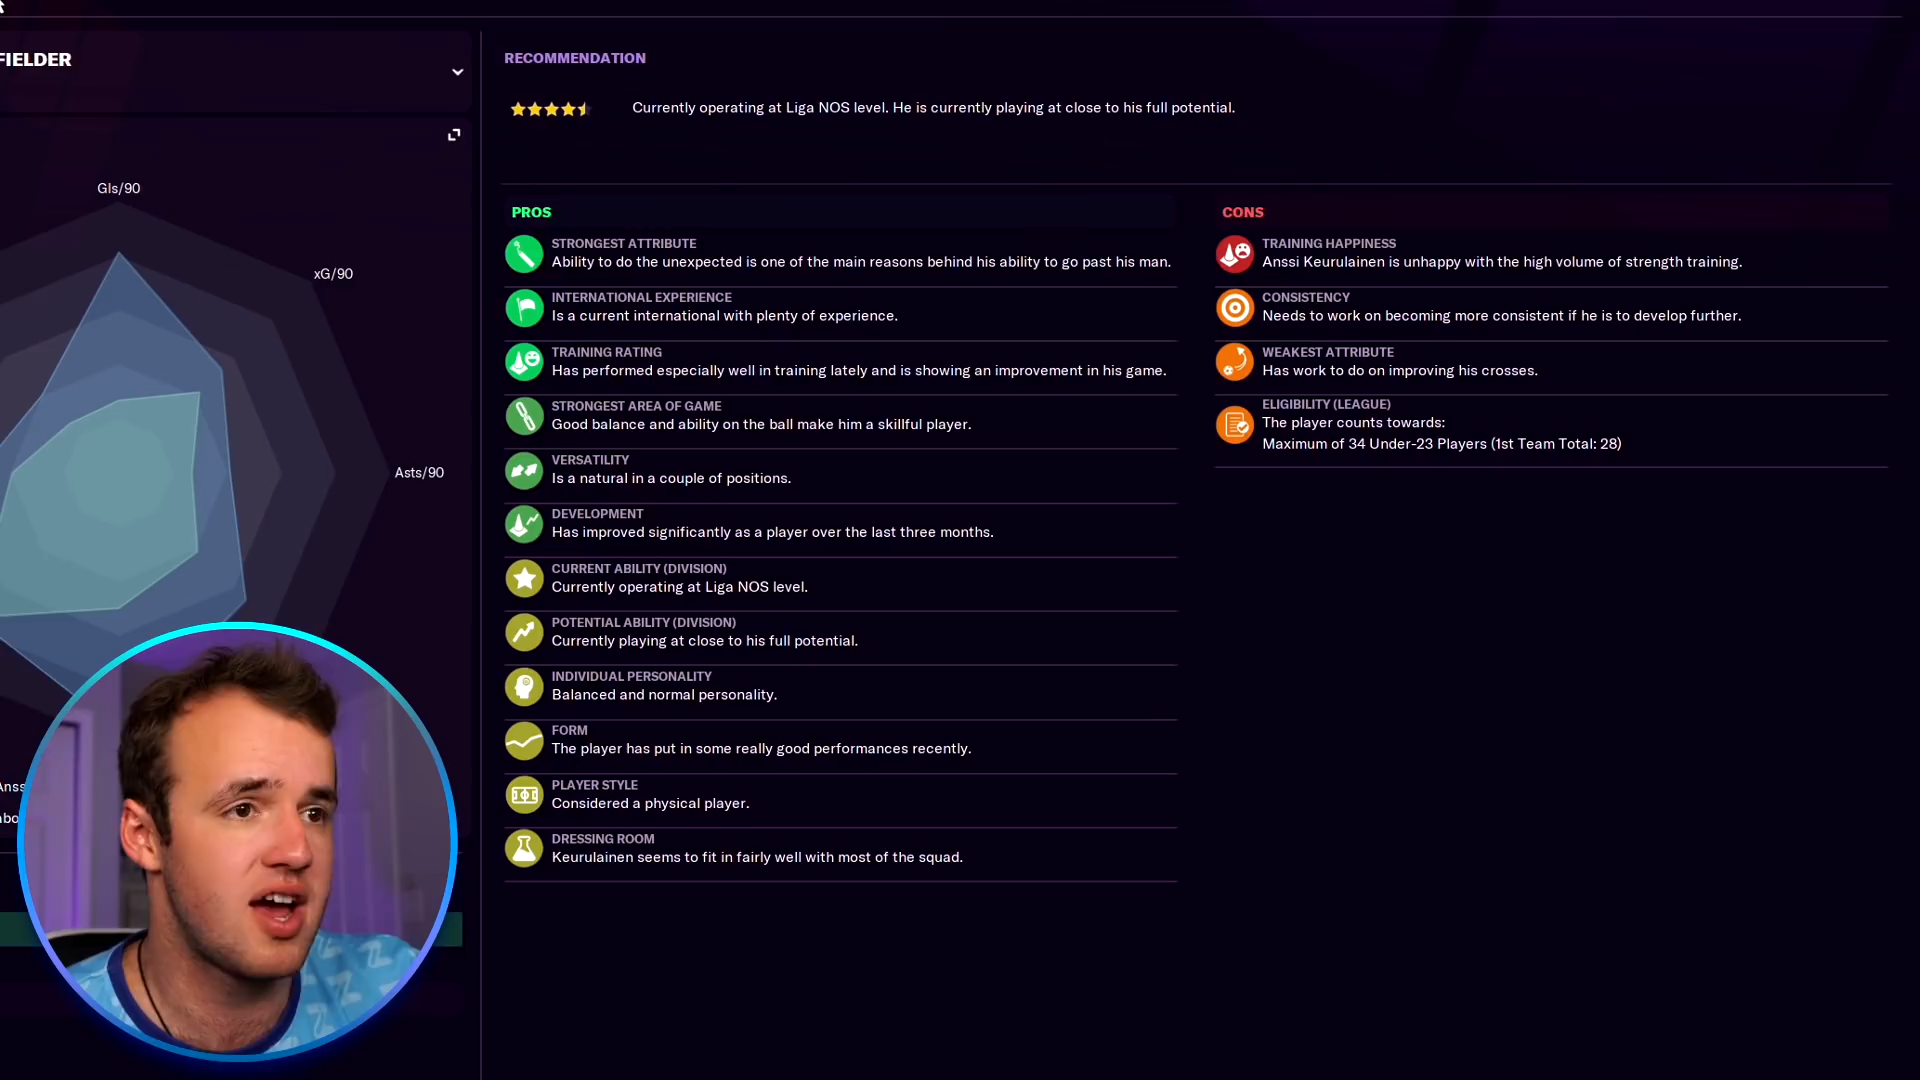 FIELDER
RECOMMENDATION
Currently operating at Liga NOS level. He is currently playing at close to his full potential.
Gls/90
xG/90
Asts/90
PROS
STRONGEST ATTRIBUTE
Ability to do the unexpected is one of the main reasons behind his ability to go past his man.
INTERNATIONAL EXPERIENCE
Is a current international with plenty of experience.
TRAINING RATING
Has performed especially well in training lately and is showing an improvement in his game.
STRONGEST AREA OF GAME
Good balance and ability on the ball make him a skillful player.
VERSATILITY
Is a natural in a couple of positions.
DEVELOPMENT
Has improved significantly as a player over the last three months.
CURRENT ABILITY (DIVISION)
Currently operating at Liga NOS level.
POTENTIAL ABILITY (DIVISION)
Currently playing at close to his full potential.
INDIVIDUAL PERSONALITY
Balanced and normal personality.
FORM
The player has put in some really good performances recently.
PLAYER STYLE
Considered a physical player.
DRESSING ROOM
Keurulainen seems to fit in fairly well with most of the squad.
CONS
TRAINING HAPPINESS
Anssi Keurulainen is unhappy with the high volume of strength training.
CONSISTENCY
Needs to work on becoming more consistent if he is to develop further.
WEAKEST ATTRIBUTE
Has work to do on improving his crosses.
ELIGIBILITY (LEAGUE)
The player counts towards:
Maximum of 34 Under-23 Players (1st Team Total: 28)
Anss
abo